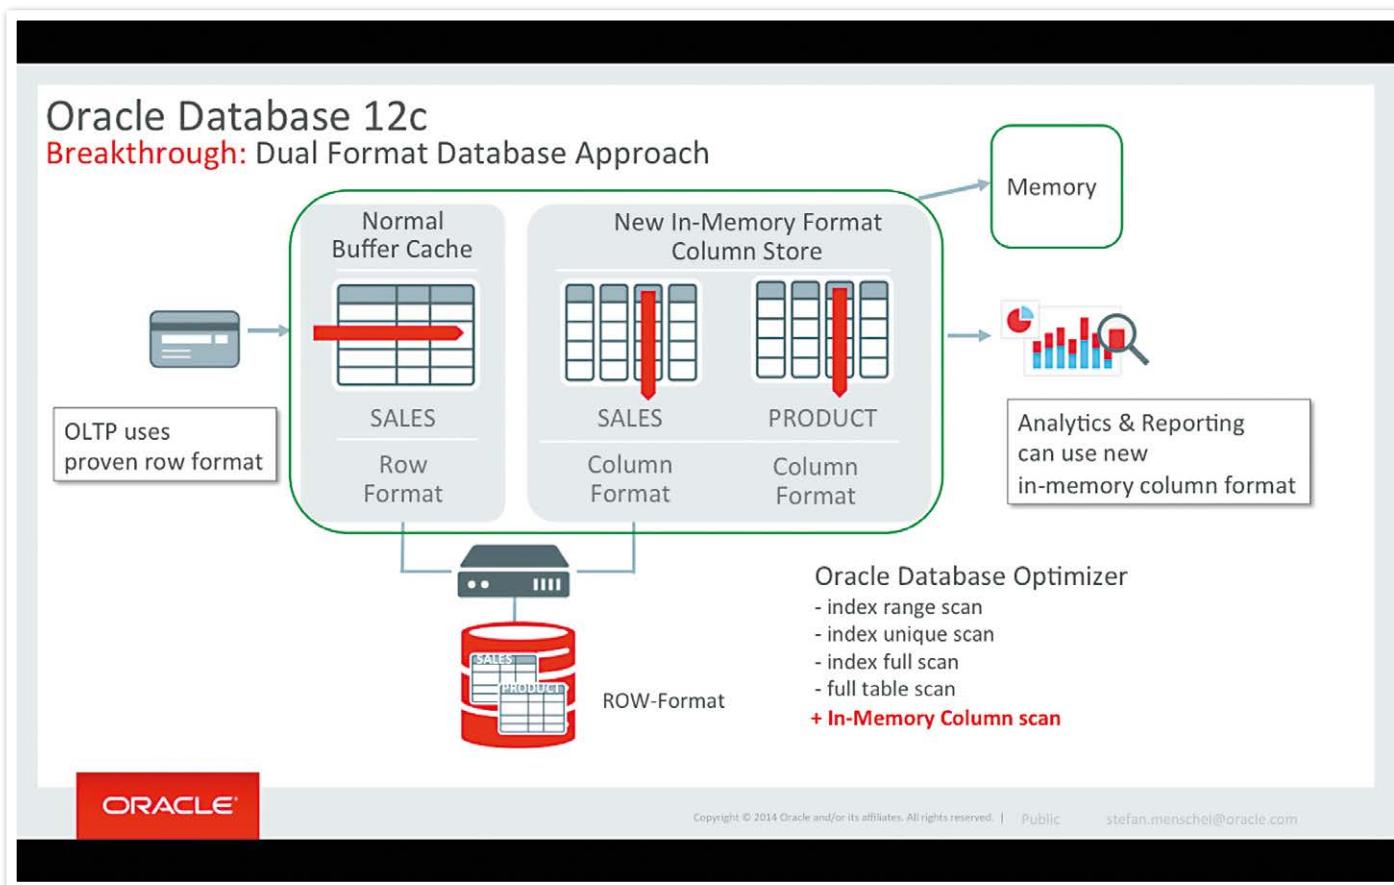 Oracle Database 12c
Breakthrough: Dual Format Database Approach
Memory
Normal
Buffer Cache
New In-Memory Format
Column Store
SALES
SALES
PRODUCT
Row
Format
Column
Format
Column
Format
OLTP uses
proven row format
Analytics & Reporting
can use new
in-memory column format
SALES
PRODUCT
ROW-Format
Oracle Database Optimizer
- index range scan
- index unique scan
- index full scan
- full table scan
+ In-Memory Column scan
ORACLE
Copyright © 2014 Oracle and/or its affiliates. All rights reserved. |
Public
stefan.menschel@oracle.com